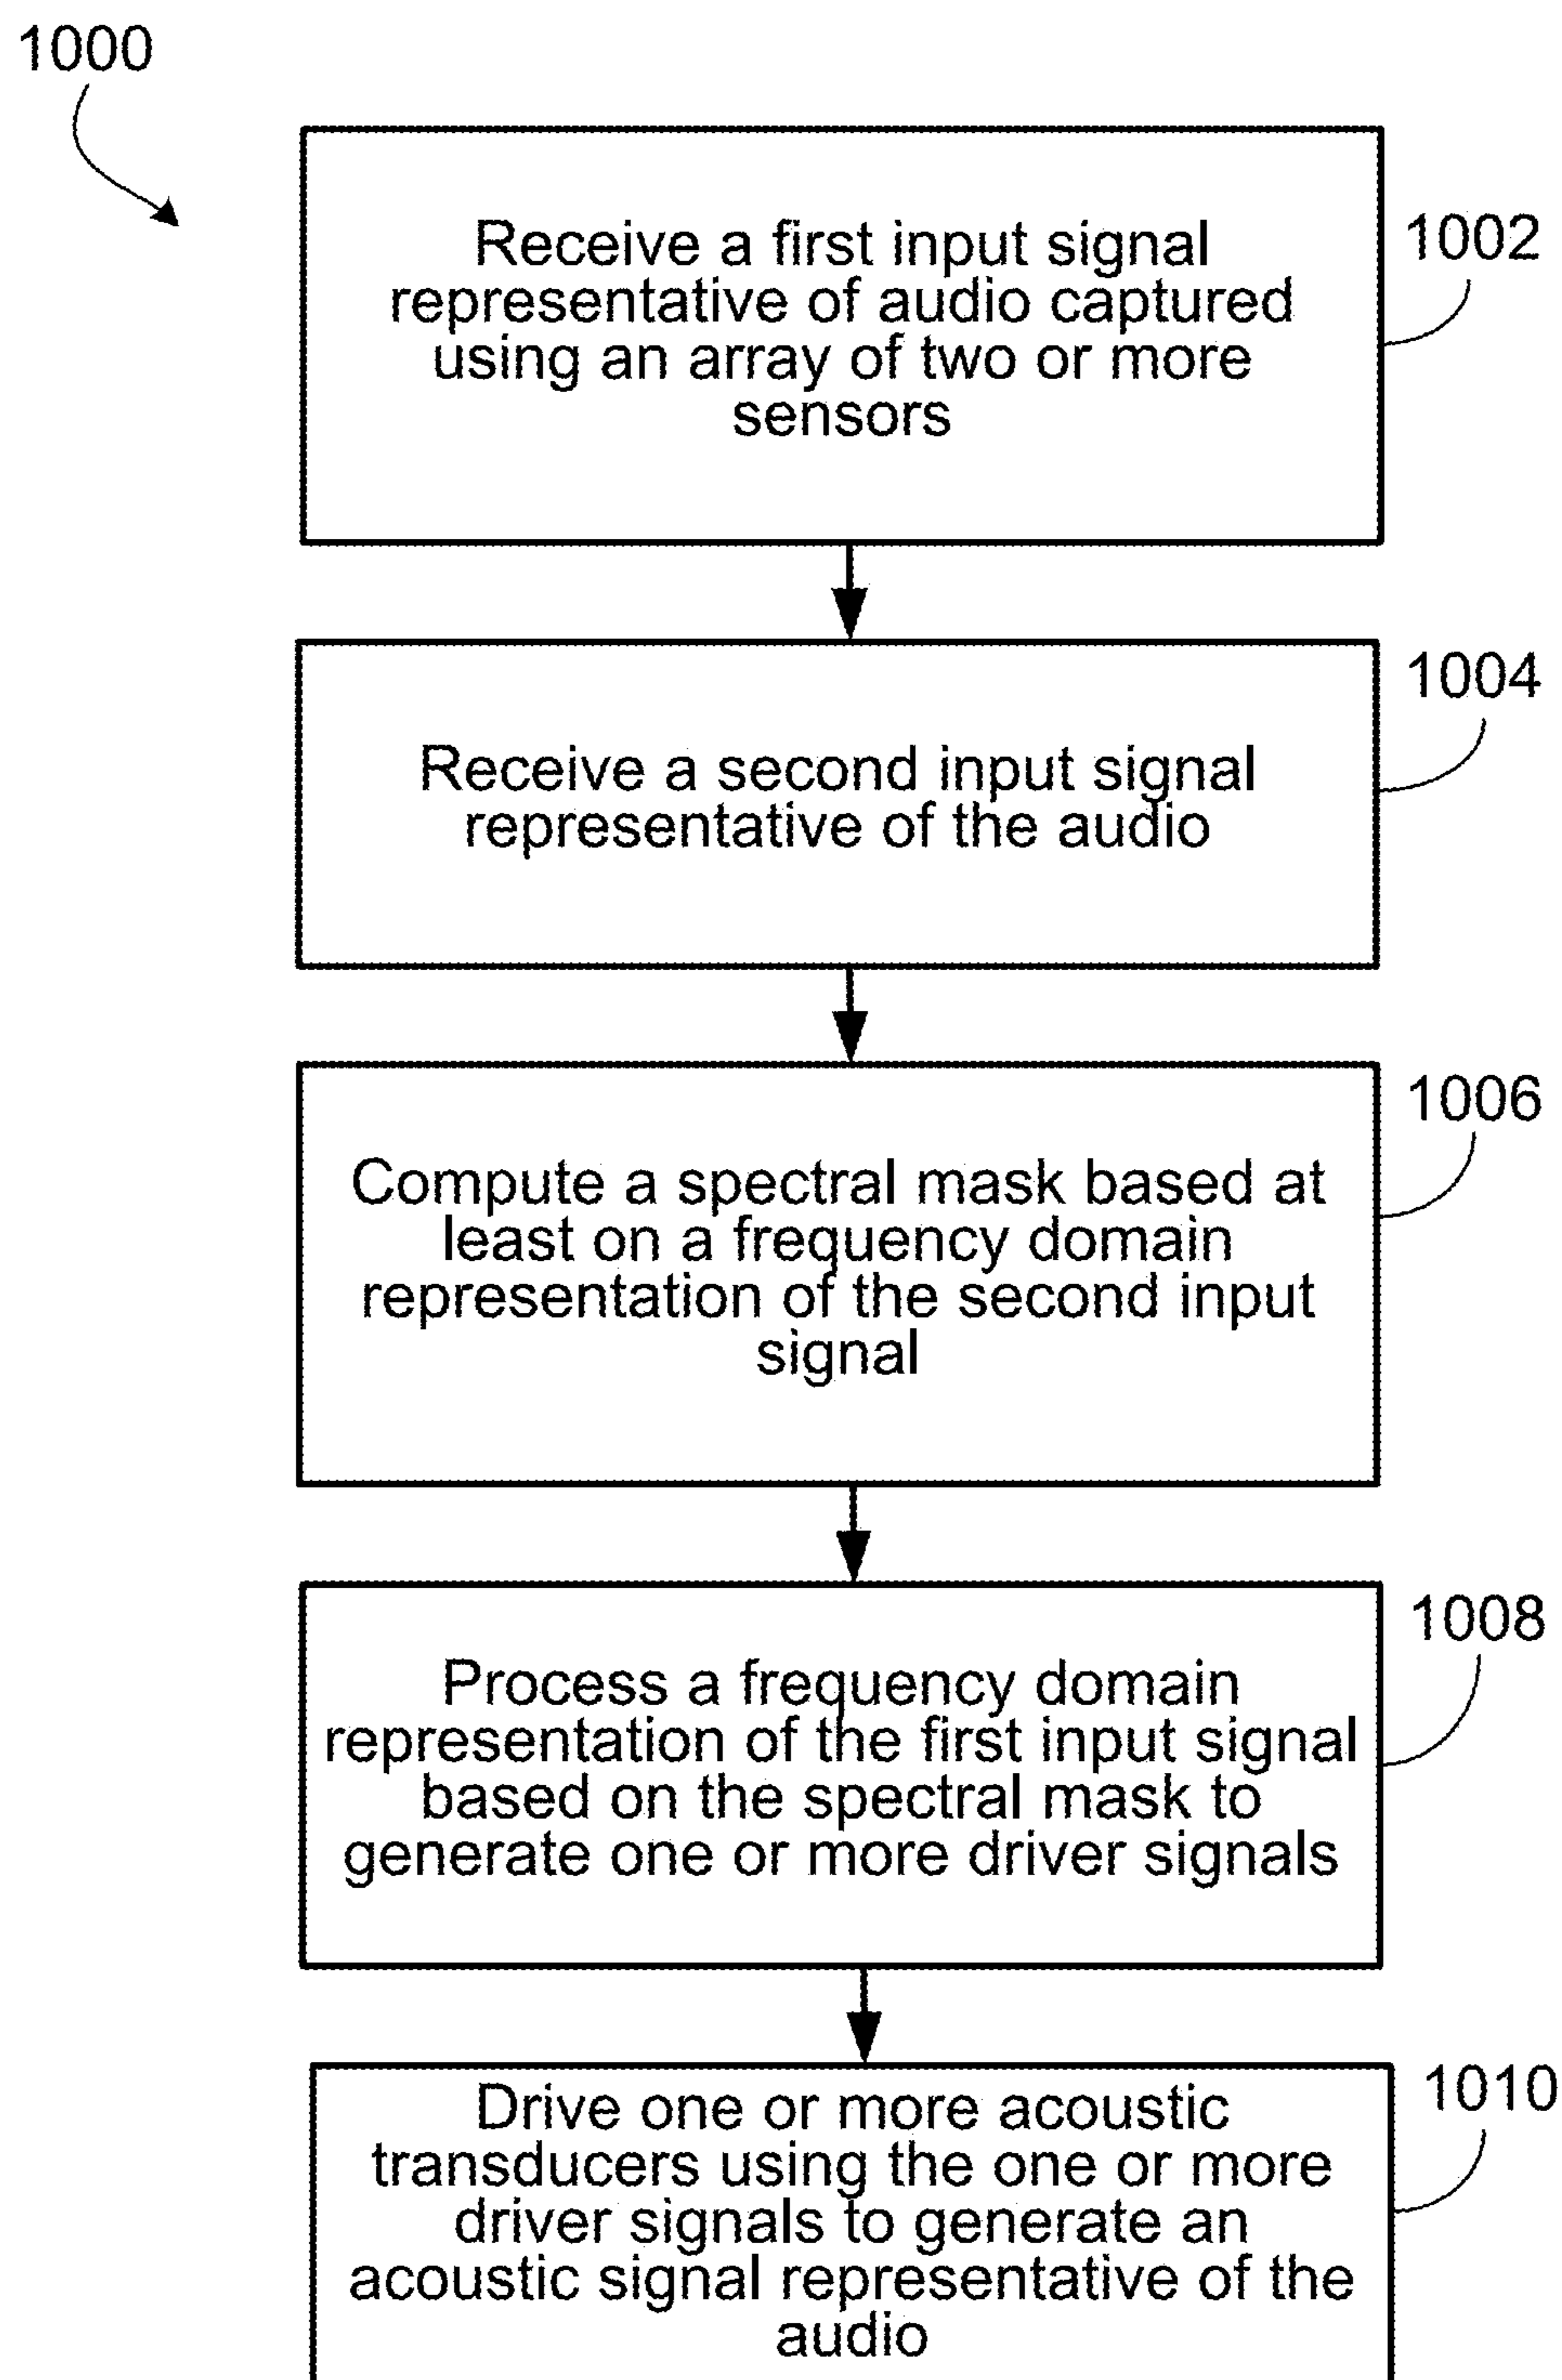 1000
Receive a first input signal
representative of audio captured
using an array of two or more
sensors
1002
Receive a second input signal
representative of the audio
1004
Compute a spectral mask based at
least on a frequency domain
representation of the second input
signal
1006
Process a frequency domain
representation of the first input signal
based on the spectral mask to
generate one or more driver signals
1008
Drive one or more acoustic
transducers using the one or more
driver signals to generate an
acoustic signal representative of the
audio
1010